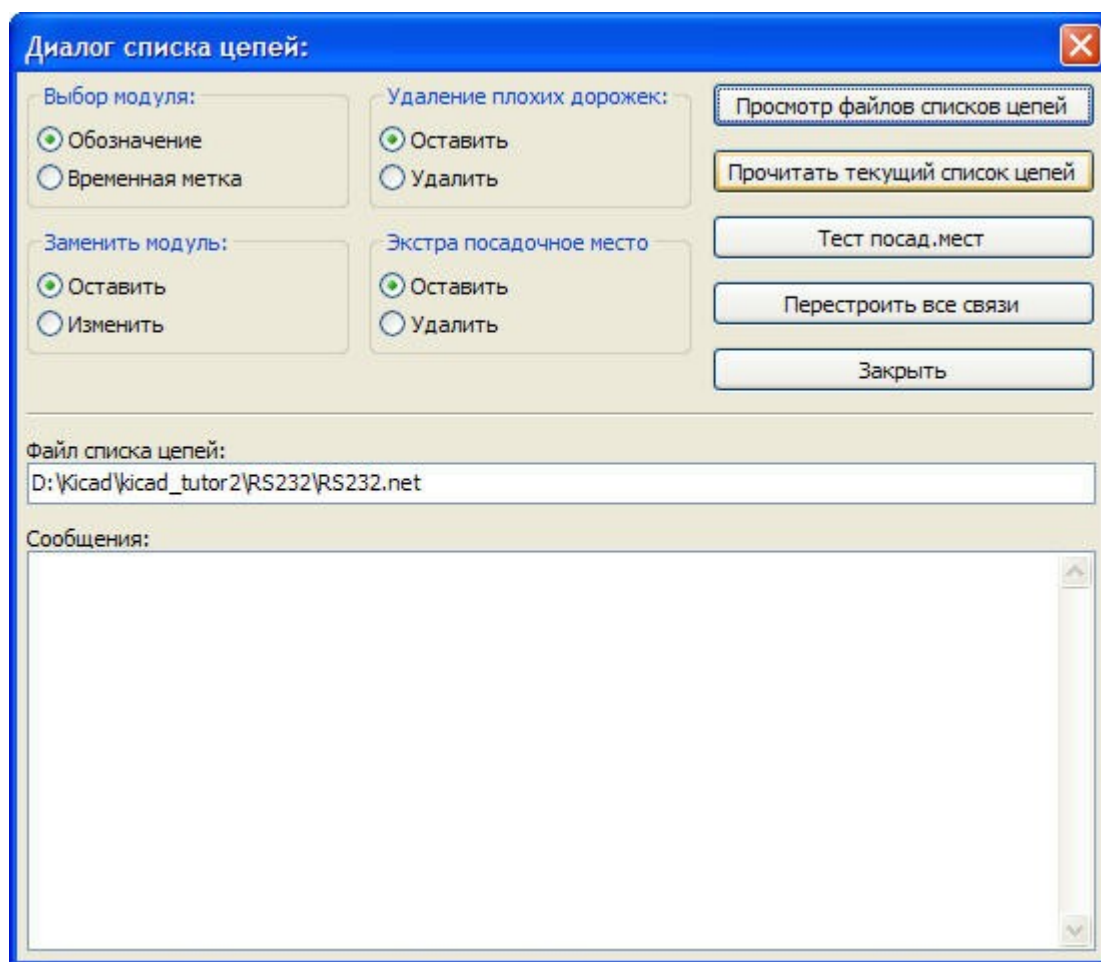 Диалог списка цепей:
Выбор модуля:
Обозначение
Временная метка
Удаление плохих дорожек:
Оставить
Удалить
Просмотр файлов списков цепей
Прочитать текущий список цепей
Тест посад.мест
Перестроить все связи
Закрыть
Заменить модуль:
Оставить
Изменить
Экстра посадочное место
Оставить
Удалить
Файл списка цепей:
D:\Kicad\kicad_tutor2\RS232\RS232.net
Сообщения: